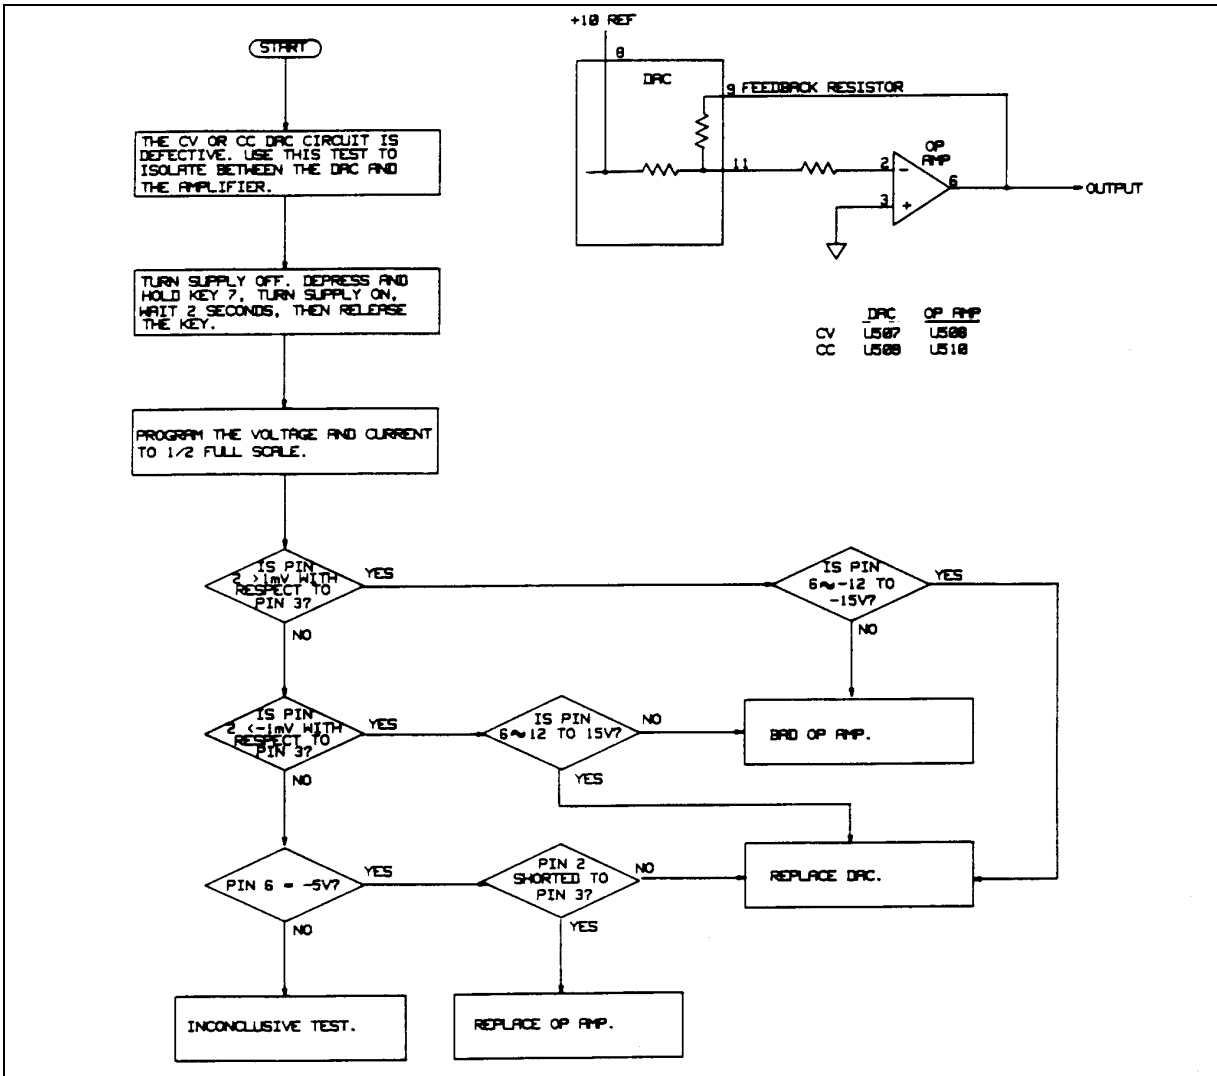 START
THE CV OR CC DAC CIRCUIT IS
DEFECTIVE. USE THIS TEST TO
ISOLATE BETWEEN THE DAC AND
THE AMPLIFIER.
TURN SUPPLY OFF. DEPRESS AND
HOLD KEY 7, TURN SUPPLY ON,
WAIT 2 SECONDS, THEN RELEASE
THE KEY.
PROGRAM THE VOLTAGE AND CURRENT
TO 1/2 FULL SCALE.
+10 REF
8
DAC
9 FEEDBACK RESISTOR
11
OP
AMP
2
-
3
+
6
OUTPUT
DAC OP AMP
CV U507 U508
CC U509 U510
IS PIN
2 >1mV WITH
RESPECT TO
PIN 3?
YES
NO
IS PIN
6≈-12 TO
-15V?
YES
NO
IS PIN
2 <-1mV WITH
RESPECT TO
PIN 3?
YES
NO
IS PIN
6≈12 TO 15V?
NO
YES
BAD OP AMP.
PIN 6 = -5V?
YES
NO
PIN 2
SHORTED TO
PIN 3?
NO
YES
REPLACE DAC.
INCONCLUSIVE TEST.
REPLACE OP AMP.